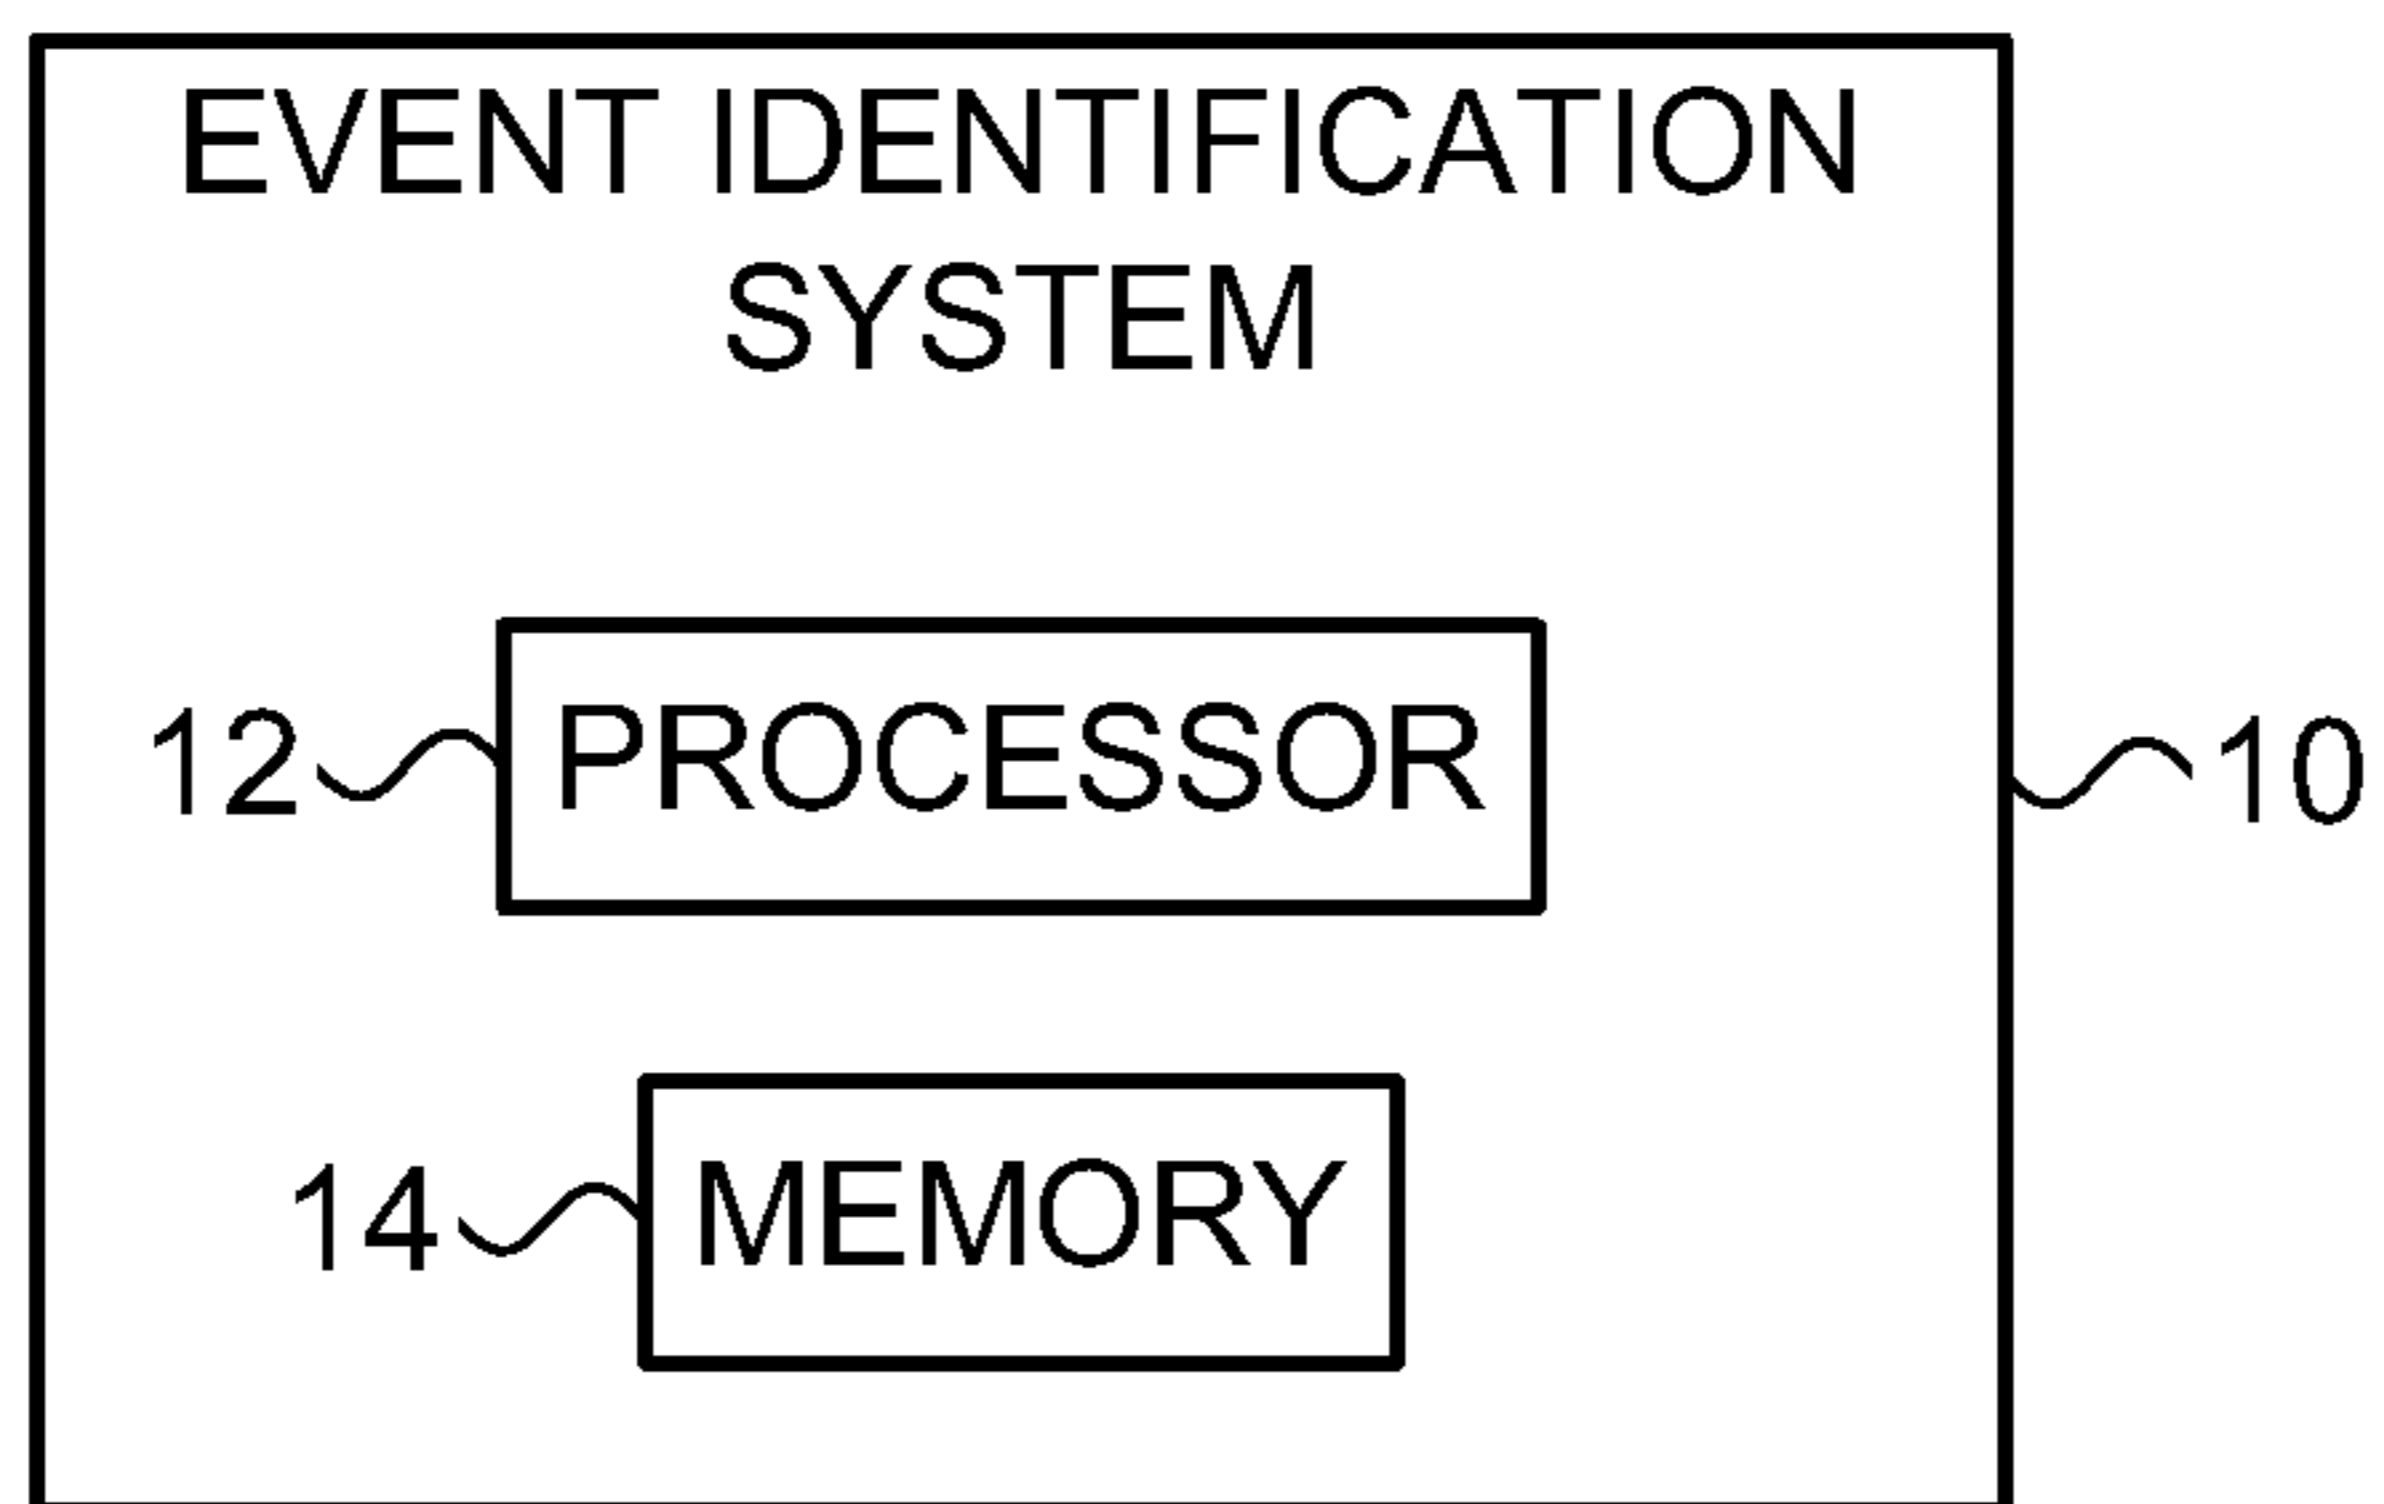 EVENT IDENTIFICATION
SYSTEM
12 PROCESSOR 10
14 MEMORY